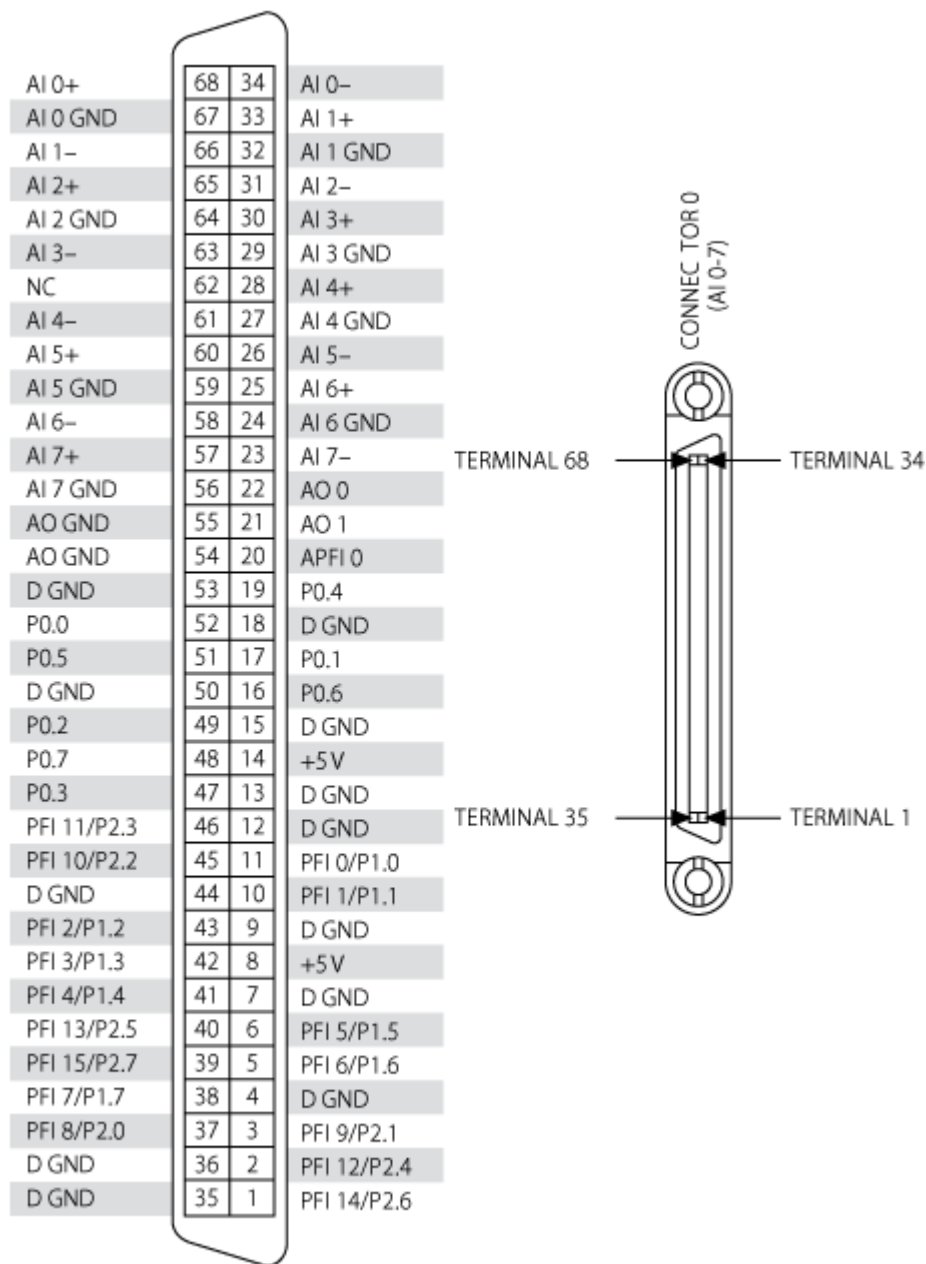 AI 0+ 68 34 AI 0–
AI 0 GND 67 33 AI 1+
AI 1– 66 32 AI 1 GND
AI 2+ 65 31 AI 2–
AI 2 GND 64 30 AI 3+
AI 3– 63 29 AI 3 GND
NC 62 28 AI 4+
AI 4– 61 27 AI 4 GND
AI 5+ 60 26 AI 5–
AI 5 GND 59 25 AI 6+
AI 6– 58 24 AI 6 GND
AI 7+ 57 23 AI 7–
AI 7 GND 56 22 AO 0
AO GND 55 21 AO 1
AO GND 54 20 APFI 0
D GND 53 19 P0.4
P0.0 52 18 D GND
P0.5 51 17 P0.1
D GND 50 16 P0.6
P0.2 49 15 D GND
P0.7 48 14 +5 V
P0.3 47 13 D GND
PFI 11/P2.3 46 12 D GND
PFI 10/P2.2 45 11 PFI 0/P1.0
D GND 44 10 PFI 1/P1.1
PFI 2/P1.2 43 9 D GND
PFI 3/P1.3 42 8 +5 V
PFI 4/P1.4 41 7 D GND
PFI 13/P2.5 40 6 PFI 5/P1.5
PFI 15/P2.7 39 5 PFI 6/P1.6
PFI 7/P1.7 38 4 D GND
PFI 8/P2.0 37 3 PFI 9/P2.1
D GND 36 2 PFI 12/P2.4
D GND 35 1 PFI 14/P2.6
CONNEC TOR 0
(AI 0-7)
TERMINAL 68
TERMINAL 34
TERMINAL 35
TERMINAL 1